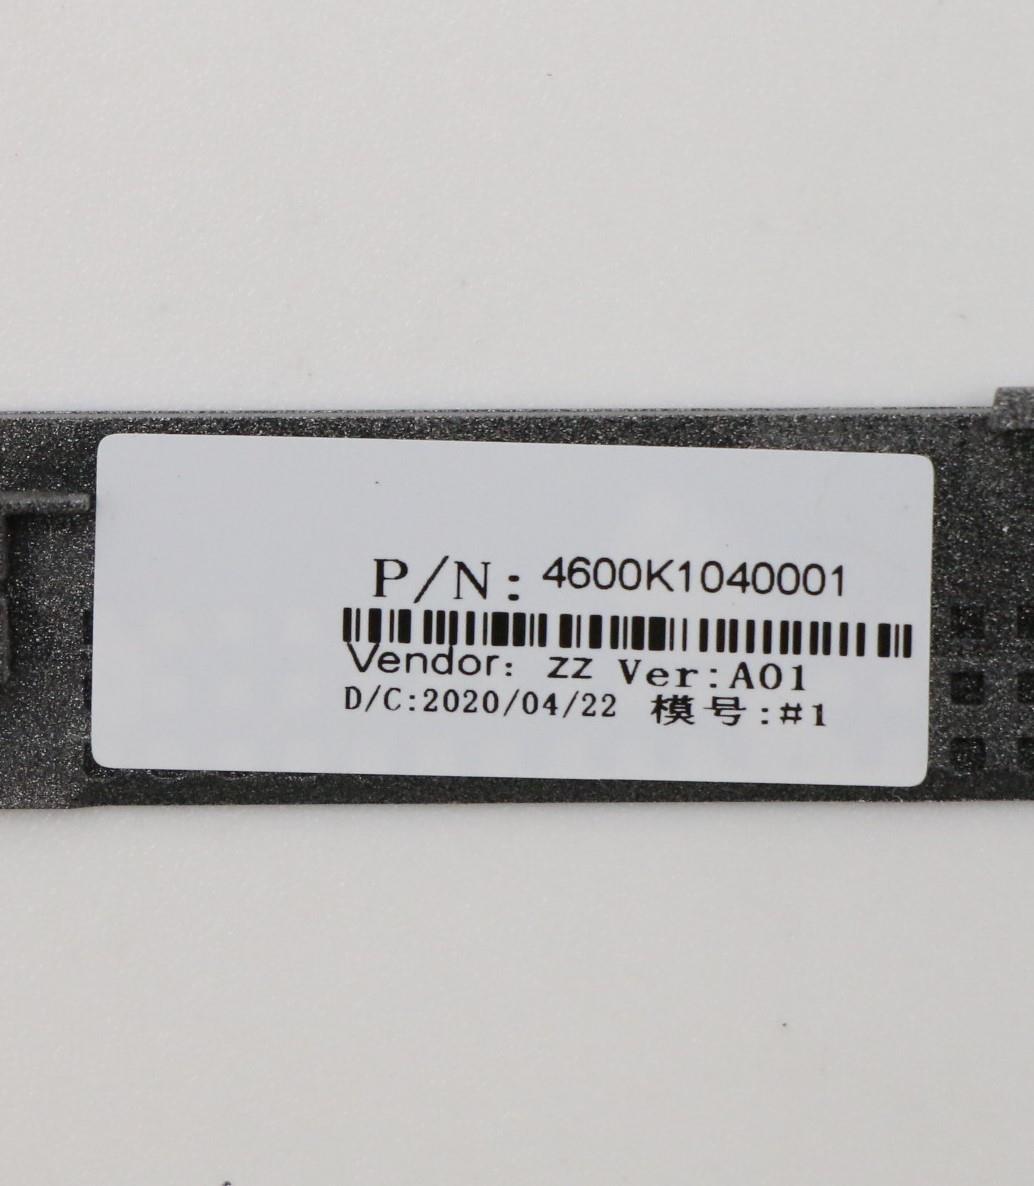 P/N: 4600K1040001
Vendor: ZZ Ver:A01
D/C:2020/04/22 模号:#1